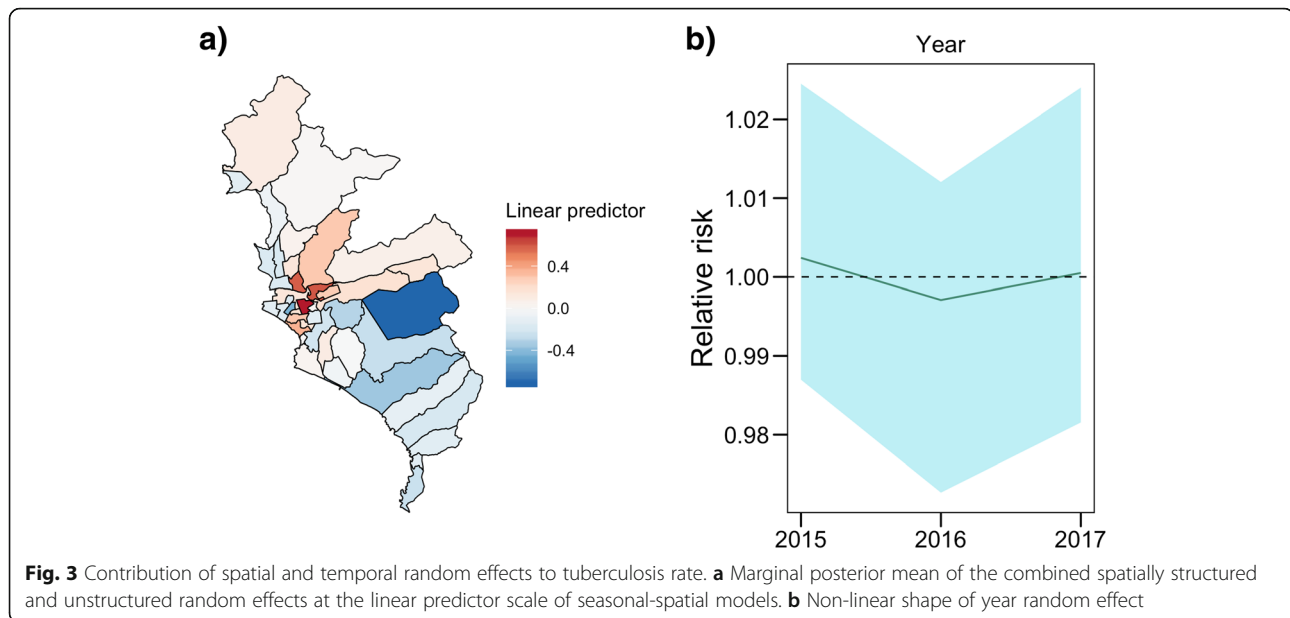 a)
Linear predictor
0.4
0.0
-0.4
b)
Year
Relative risk
1.02
1.01
1.00
0.99
0.98
2015 2016 2017
Fig. 3 Contribution of spatial and temporal random effects to tuberculosis rate. a Marginal posterior mean of the combined spatially structured
and unstructured random effects at the linear predictor scale of seasonal-spatial models. b Non-linear shape of year random effect